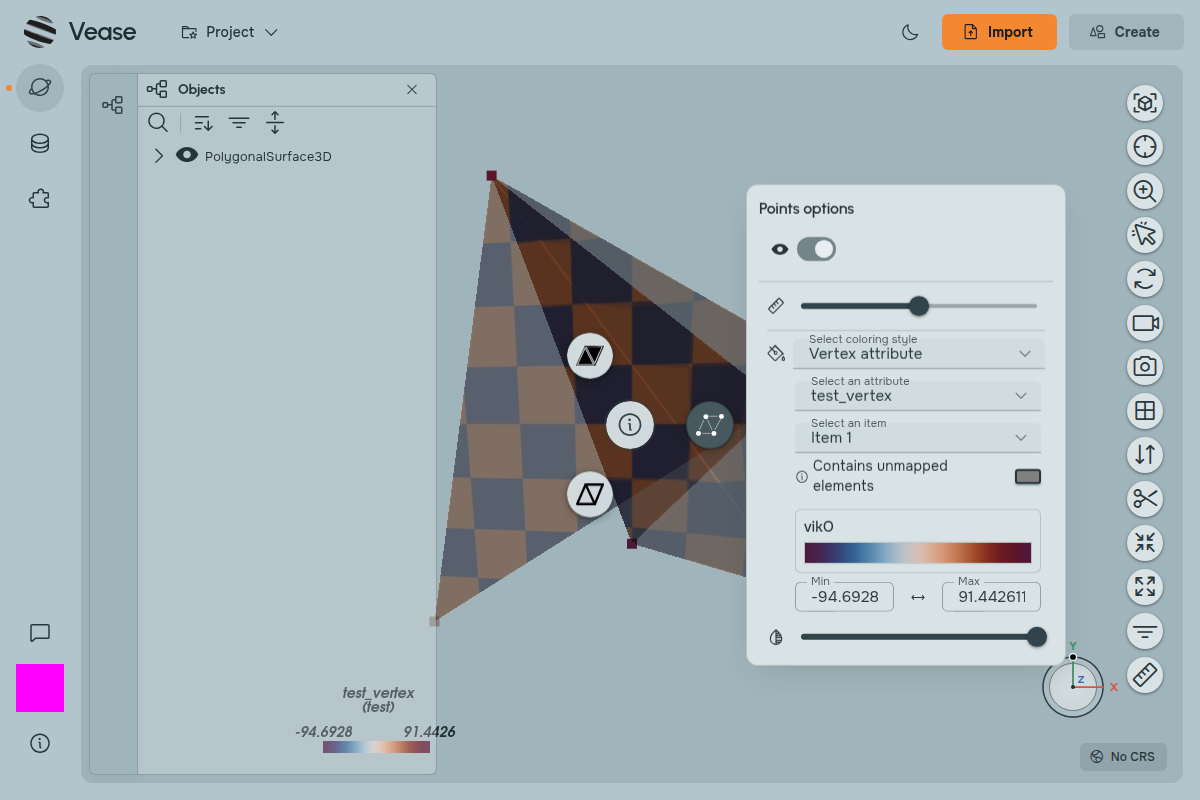 Vease
Project
Import
Create
Objects
PolygonalSurface3D
Points options
Select coloring style
Vertex attribute
Select an attribute
test_vertex
Select an item
Item 1
Contains unmapped
elements
vikO
Min
-94.6928
Max
91.442611
test_vertex
(test)
-94.6928
91.4426
Y
Z
X
No CRS